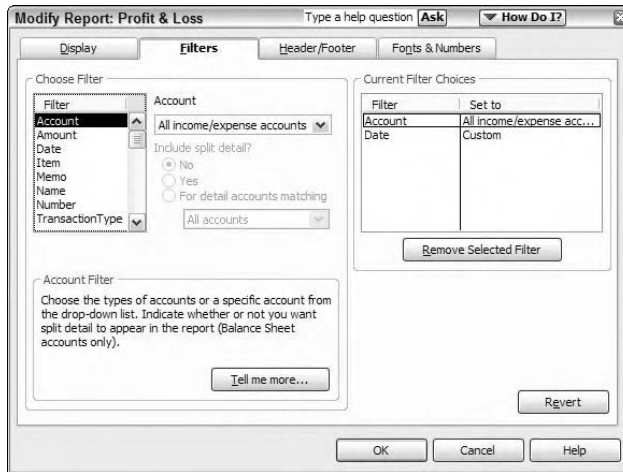 Modify Report: Profit & Loss
Type a help question Ask
How Do I?
Display
Filters
Header/Footer
Fonts & Numbers
Choose Filter
Filter
Account
Amount
Date
Item
Memo
Name
Number
TransactionType
Account
All income/expense accounts
Include split detail?
No
Yes
For detail accounts matching
All accounts
Account Filter
Choose the types of accounts or a specific account from
the drop-down list. Indicate whether or not you want
split detail to appear in the report (Balance Sheet
accounts only).
Tell me more...
Current Filter Choices
Filter Set to
Account All income/expense acc...
Date Custom
Remove Selected Filter
Revert
OK
Cancel
Help